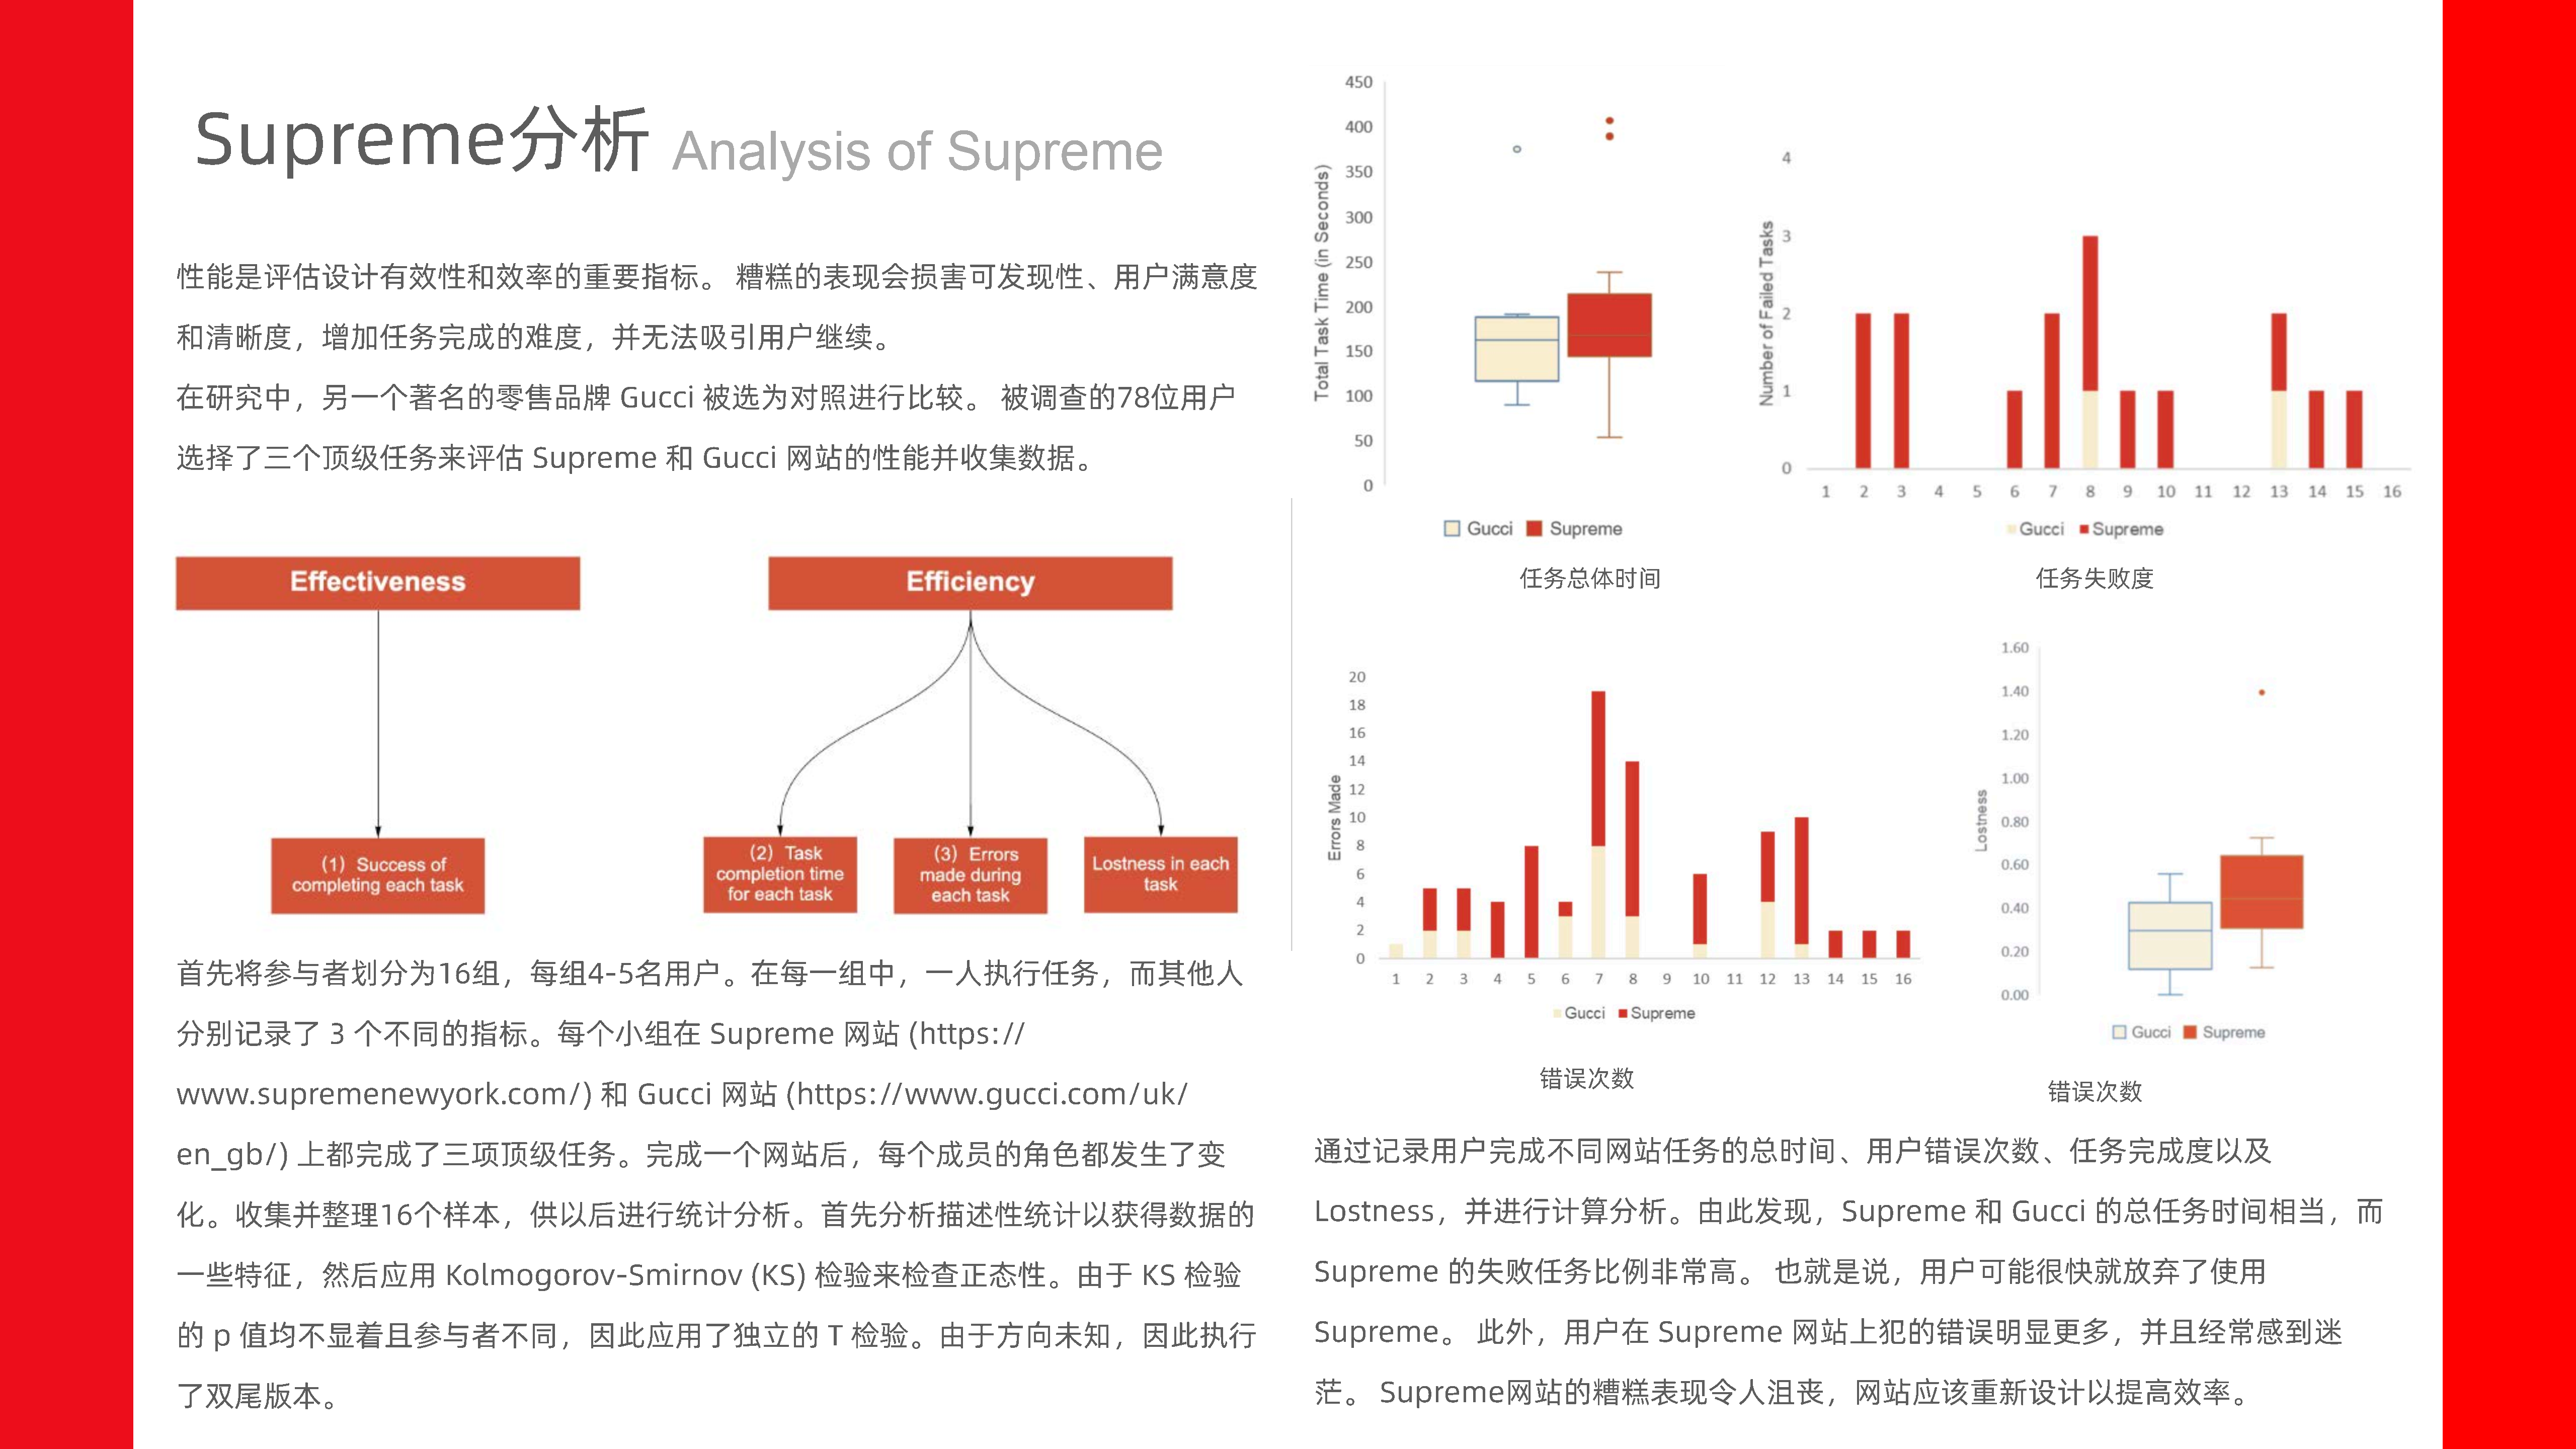 Supreme分析 Analysis of Supreme
性能是评估设计有效性和效率的重要指标。 糟糕的表现会损害可发现性、用户满意度
和清晰度，增加任务完成的难度，并无法吸引用户继续。
在研究中，另一个著名的零售品牌 Gucci 被选为对照进行比较。 被调查的78位用户
选择了三个顶级任务来评估 Supreme 和 Gucci 网站的性能并收集数据。
Effectiveness
Efficiency
(1) Success of
completing each task
(2) Task
completion time
for each task
(3) Errors
made during
each task
Lostness in each
task
首先将参与者划分为16组，每组4-5名用户。在每一组中，一人执行任务，而其他人
分别记录了 3 个不同的指标。每个小组在 Supreme 网站 (https://
www.supremenewyork.com/) 和 Gucci 网站 (https://www.gucci.com/uk/
en_gb/) 上都完成了三项顶级任务。完成一个网站后，每个成员的角色都发生了变
化。收集并整理16个样本，供以后进行统计分析。首先分析描述性统计以获得数据的
一些特征，然后应用 Kolmogorov-Smirnov (KS) 检验来检查正态性。由于 KS 检验
的 p 值均不显着且参与者不同，因此应用了独立的 T 检验。由于方向未知，因此执行
了双尾版本。
Total Task Time (in Seconds)
450
400
350
300
250
200
150
100
50
0
Gucci Supreme
任务总体时间
Number of Failed Tasks
4
3
2
1
0
1 2 3 4 5 6 7 8 9 10 11 12 13 14 15 16
Gucci Supreme
任务失败度
Errors Made
20
18
16
14
12
10
8
6
4
2
0
1 2 3 4 5 6 7 8 9 10 11 12 13 14 15 16
Gucci Supreme
错误次数
Lostness
1.60
1.40
1.20
1.00
0.80
0.60
0.40
0.20
0.00
Gucci Supreme
错误次数
通过记录用户完成不同网站任务的总时间、用户错误次数、任务完成度以及
Lostness，并进行计算分析。由此发现，Supreme 和 Gucci 的总任务时间相当，而
Supreme 的失败任务比例非常高。 也就是说，用户可能很快就放弃了使用
Supreme。 此外，用户在 Supreme 网站上犯的错误明显更多，并且经常感到迷
茫。 Supreme网站的糟糕表现令人沮丧，网站应该重新设计以提高效率。